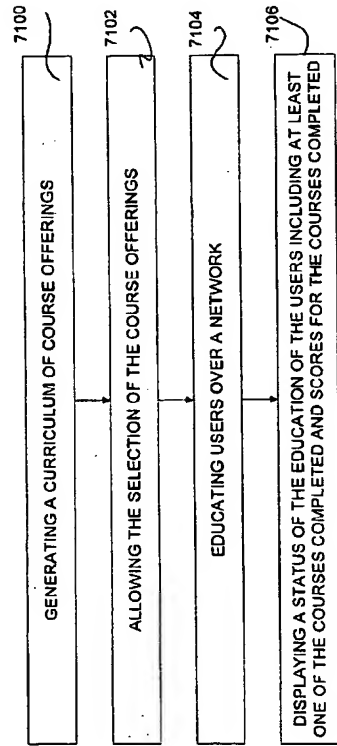 7100
GENERATING A CURRICULUM OF COURSE OFFERINGS
7102
ALLOWING THE SELECTION OF THE COURSE OFFERINGS
7104
EDUCATING USERS OVER A NETWORK
7106
DISPLAYING A STATUS OF THE EDUCATION OF THE USERS INCLUDING AT LEAST
ONE OF THE COURSES COMPLETED AND SCORES FOR THE COURSES COMPLETED